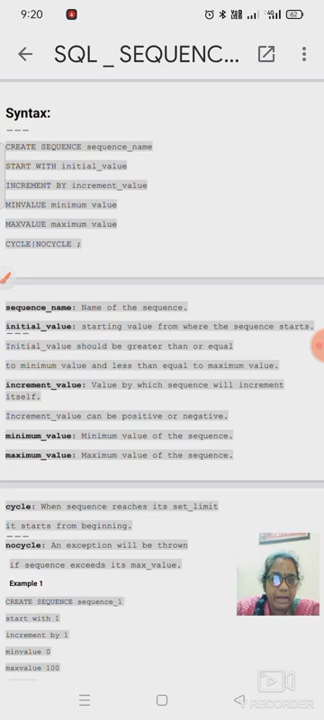 9:20
62
SQL _ SEQUENC...
Syntax:
CREATE SEQUENCE sequence_name
START WITH initial_value
INCREMENT BY increment_value
MINVALUE minimum value
MAXVALUE maximum value
CYCLE|NOCYCLE ;
sequence_name: Name of the sequence.
initial_value: starting value from where the sequence starts.
Initial_value should be greater than or equal
to minimum value and less than equal to maximum value.
increment_value: Value by which sequence will increment
itself.
Increment_value can be positive or negative.
minimum_value: Minimum value of the sequence.
maximum_value: Maximum value of the sequence.
cycle: When sequence reaches its set_limit
it starts from beginning.
nocycle: An exception will be thrown
if sequence exceeds its max_value.
Example 1
CREATE SEQUENCE sequence_1
start with 1
increment by 1
minvalue 0
maxvalue 100
RECORDER